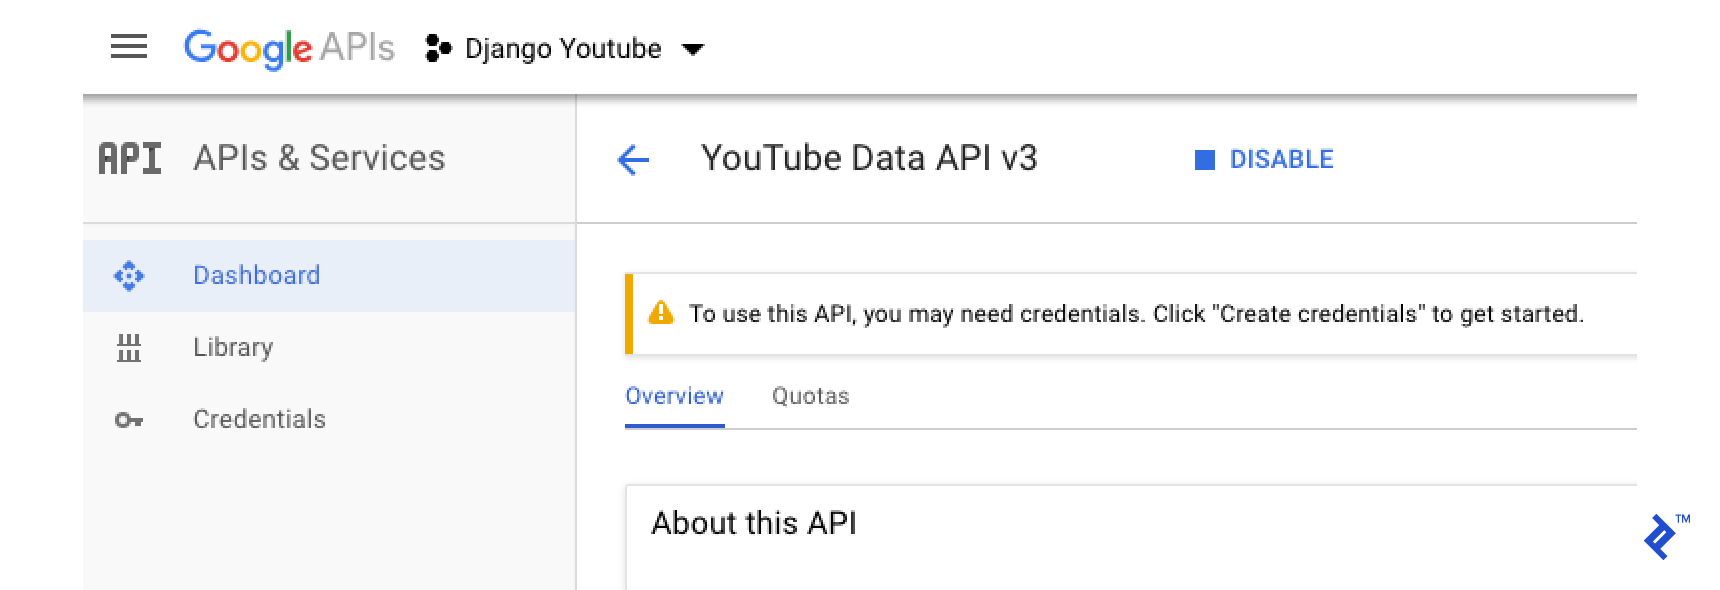 Google APIs Django Youtube
API APIs & Services
YouTube Data API v3 DISABLE
Dashboard
Library
Credentials
To use this API, you may need credentials. Click "Create credentials" to get started.
Overview Quotas
About this API
TM